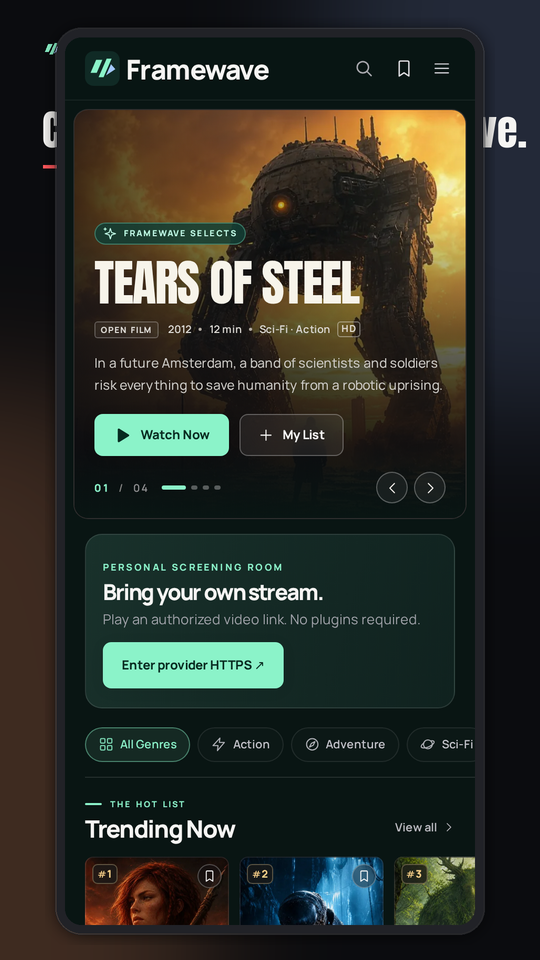 Framewave
FRAMEWAVE SELECTS
TEARS OF STEEL
OPEN FILM 2012 • 12 min • Sci-Fi · Action HD
In a future Amsterdam, a band of scientists and soldiers
risk everything to save humanity from a robotic uprising.
Watch Now
My List
01 / 04
PERSONAL SCREENING ROOM
Bring your own stream.
Play an authorized video link. No plugins required.
Enter provider HTTPS ↗
All Genres
Action
Adventure
Sci-Fi
THE HOT LIST
Trending Now
View all
#1
#2
#3